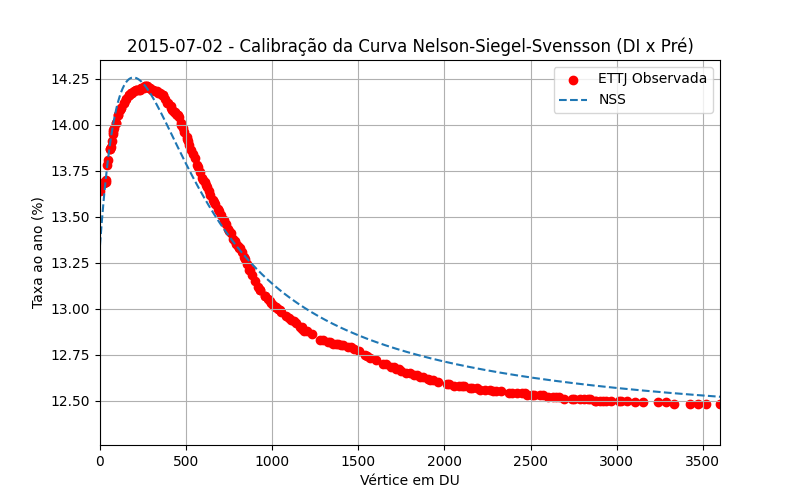 2015-07-02 - Calibração da Curva Nelson-Siegel-Svensson (DI x Pré)
ETTJ Observada
NSS
Taxa ao ano (%)
14.25
14.00
13.75
13.50
13.25
13.00
12.75
12.50
0 500 1000 1500 2000 2500 3000 3500
Vértice em DU